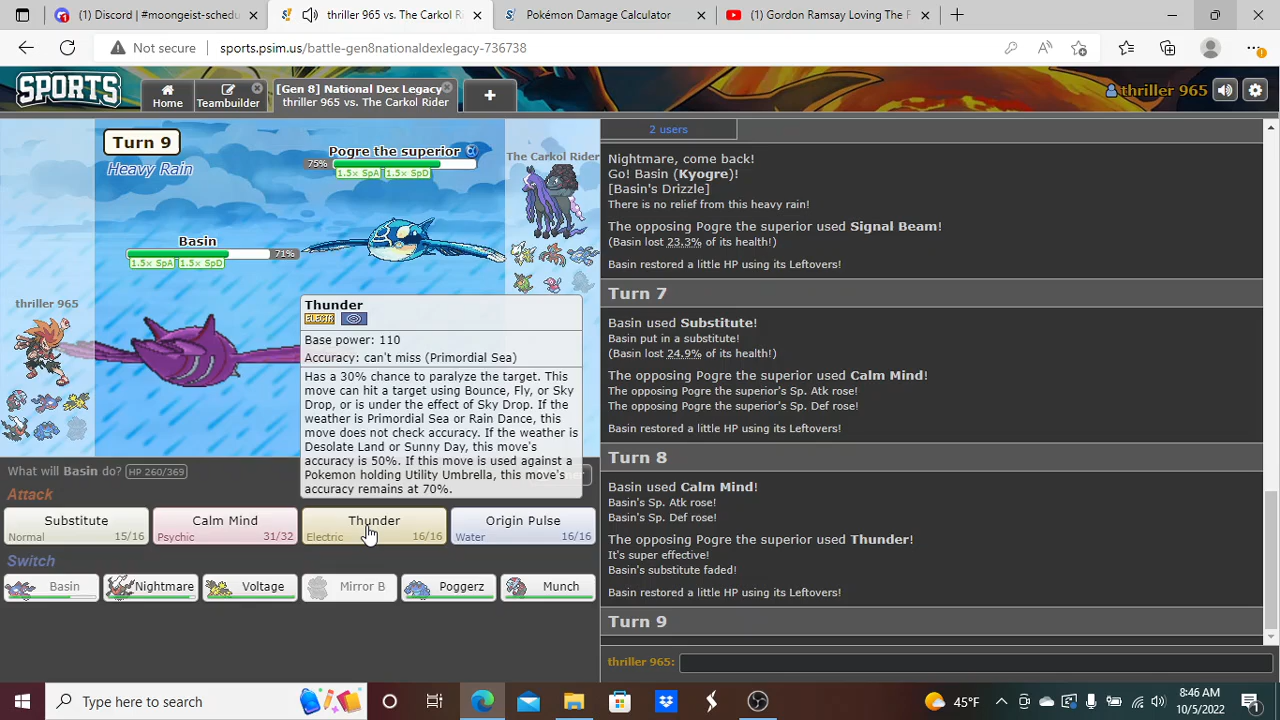 (1) Discord | #moongeist-schedu
thriller 965 vs. The Carkol Ri
Pokémon Damage Calculator
(1) Gordon Ramsay Loving The F
Not secure
sports.psim.us/battle-gen8nationaldexlegacy-736738
SPORTS
Home
Teambuilder
[Gen 8] National Dex Legacy
thriller 965 vs. The Carkol Rider
thriller 965
Turn 9
Heavy Rain
Pogre the superior
75%
1.5× SpA 1.5× SpD
The Carkol Rider
Basin
71%
1.5× SpA 1.5× SpD
thriller 965
Thunder
ELECTR
Base power: 110
Accuracy: can't miss (Primordial Sea)
Has a 30% chance to paralyze the target. This
move can hit a target using Bounce, Fly, or Sky
Drop, or is under the effect of Sky Drop. If the
weather is Primordial Sea or Rain Dance, this
move does not check accuracy. If the weather is
Desolate Land or Sunny Day, this move's
accuracy is 50%. If this move is used against a
Pokemon holding Utility Umbrella, this move's
accuracy remains at 70%.
What will Basin do? HP 260/369
Attack
Substitute
Normal 15/16
Calm Mind
Psychic 31/32
Thunder
Electric 16/16
Origin Pulse
Water 16/16
Switch
Basin
Nightmare
Voltage
Mirror B
Poggerz
Munch
2 users
Nightmare, come back!
Go! Basin (Kyogre)!
[Basin's Drizzle]
There is no relief from this heavy rain!
The opposing Pogre the superior used Signal Beam!
(Basin lost 23.3% of its health!)
Basin restored a little HP using its Leftovers!
Turn 7
Basin used Substitute!
Basin put in a substitute!
(Basin lost 24.9% of its health!)
The opposing Pogre the superior used Calm Mind!
The opposing Pogre the superior's Sp. Atk rose!
The opposing Pogre the superior's Sp. Def rose!
Basin restored a little HP using its Leftovers!
Turn 8
Basin used Calm Mind!
Basin's Sp. Atk rose!
Basin's Sp. Def rose!
The opposing Pogre the superior used Thunder!
It's super effective!
Basin's substitute faded!
Basin restored a little HP using its Leftovers!
Turn 9
thriller 965:
Type here to search
45°F
8:46 AM
10/5/2022
1